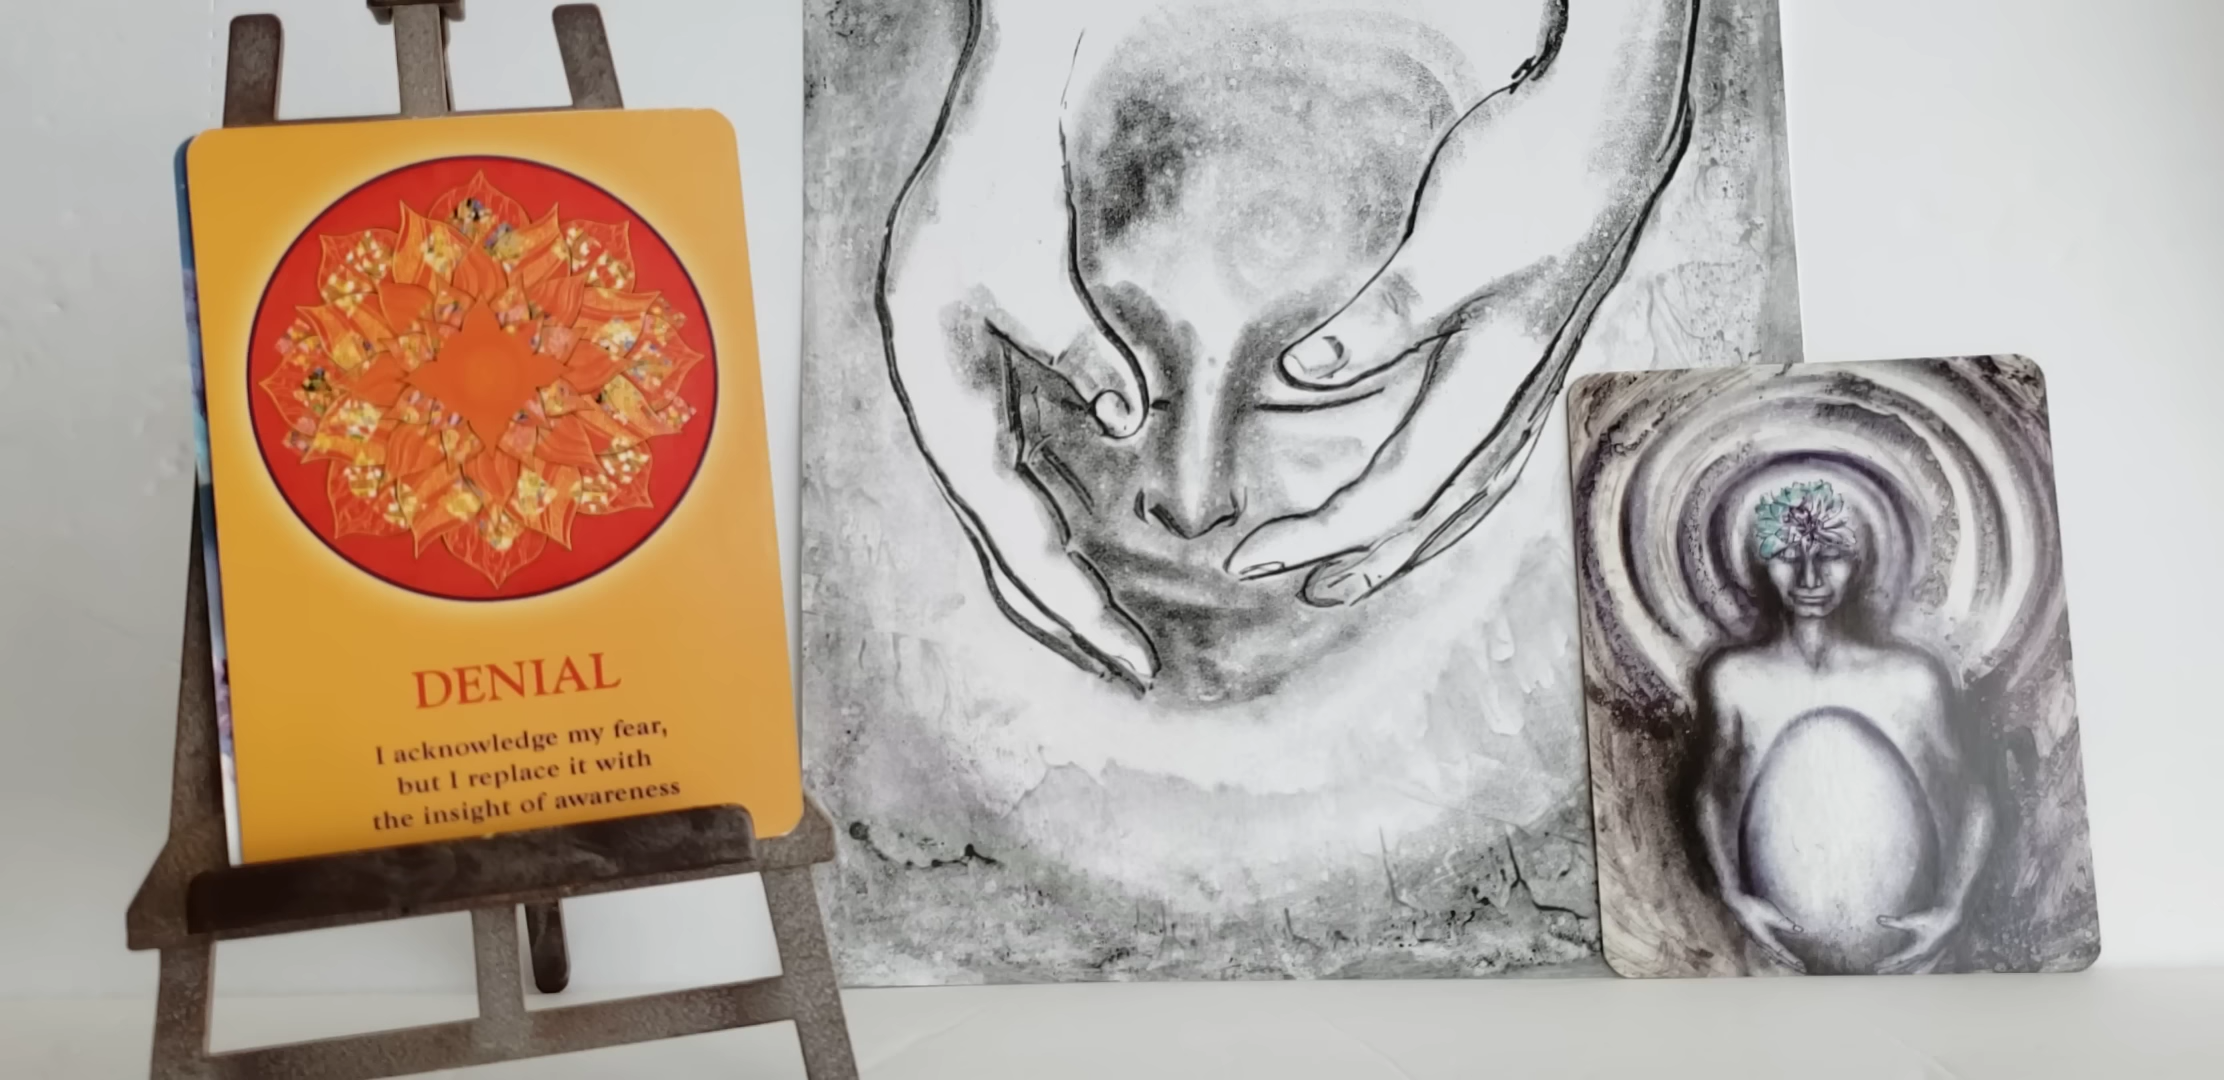 DENIAL
I acknowledge my fear,
but I replace it with
the insight of awareness